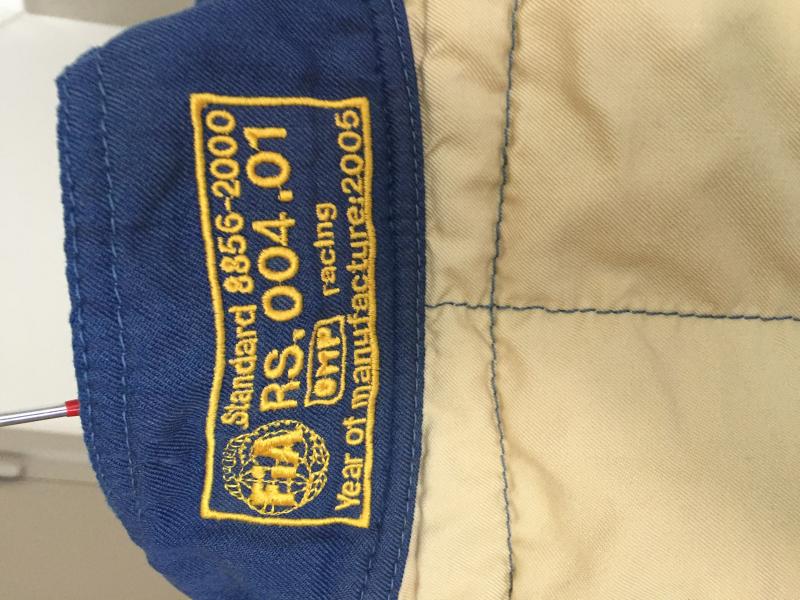 FiA
Standard 8856-2000
RS.004.01
OMP racing
Year of manufacture:2005